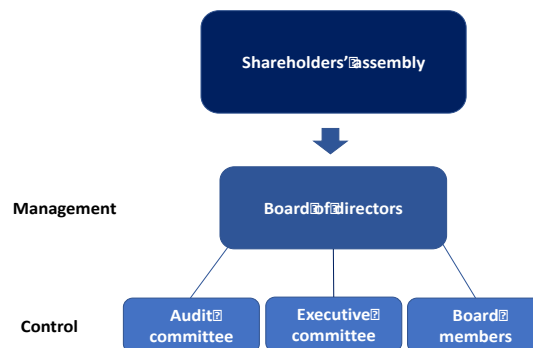 Shareholders’ assembly
Management
Board of directors
Control
Audit
committee
Executive
committee
Board
members